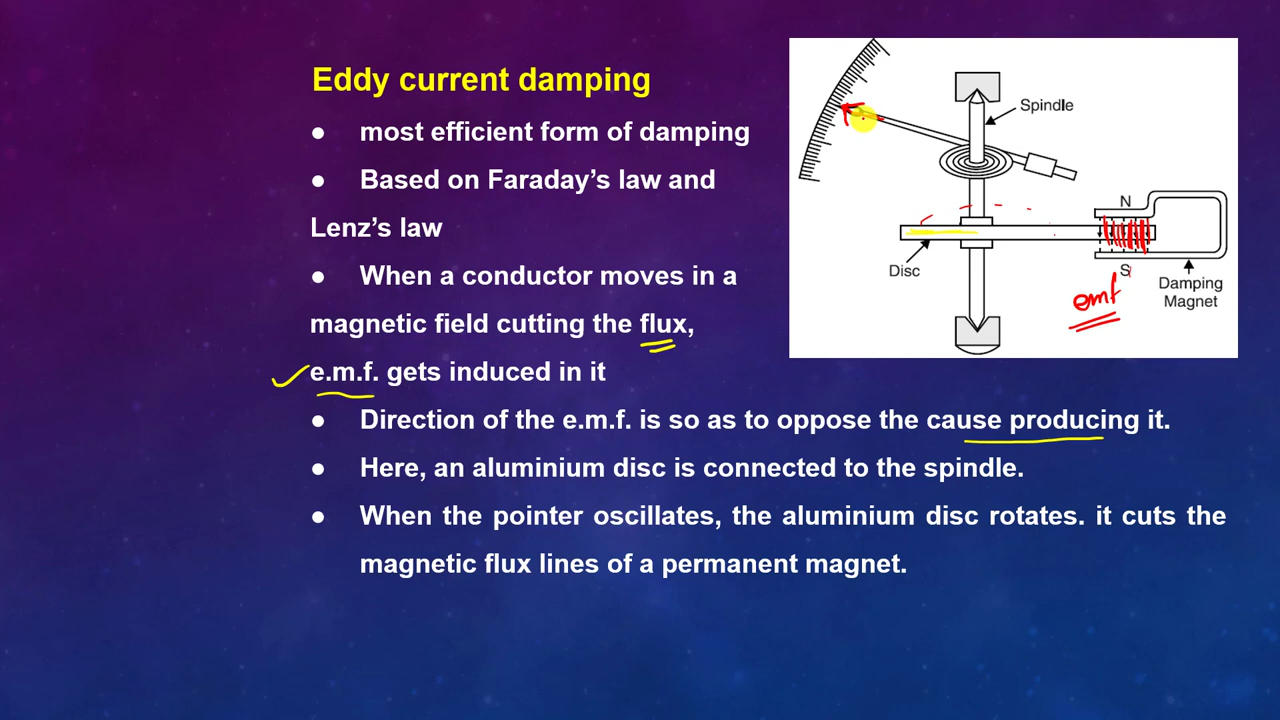 Eddy current damping
● most efficient form of damping
● Based on Faraday’s law and
Lenz’s law
● When a conductor moves in a
magnetic field cutting the flux,
e.m.f. gets induced in it
● Direction of the e.m.f. is so as to oppose the cause producing it.
● Here, an aluminium disc is connected to the spindle.
● When the pointer oscillates, the aluminium disc rotates. it cuts the
magnetic flux lines of a permanent magnet.
Spindle
N
Disc
S
Damping
Magnet
emf